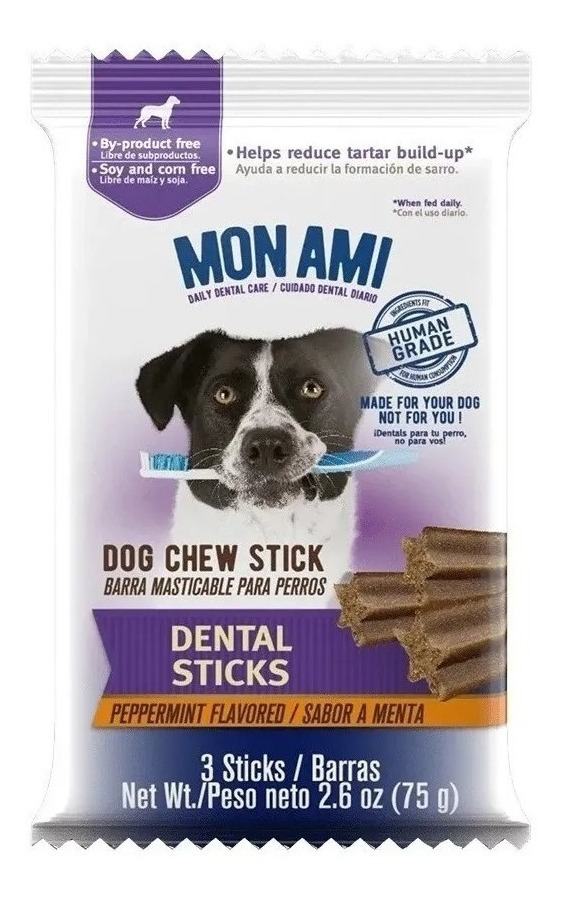 • By-product free
Libre de subproductos.
• Soy and corn free
Libre de maíz y soja.
• Helps reduce tartar build-up*
Ayuda a reducir la formación de sarro.
*When fed daily.
*Con el uso diario.
MON AMI
DAILY DENTAL CARE / CUIDADO DENTAL DIARIO
INGREDIENTS FIT
HUMAN
GRADE
FOR HUMAN CONSUMPTION
MADE FOR YOUR DOG
NOT FOR YOU !
¡Dentals para tu perro,
no para vos!
DOG CHEW STICK
BARRA MASTICABLE PARA PERROS
DENTAL
STICKS
PEPPERMINT FLAVORED / SABOR A MENTA
3 Sticks / Barras
Net Wt./Peso neto 2.6 oz (75 g)